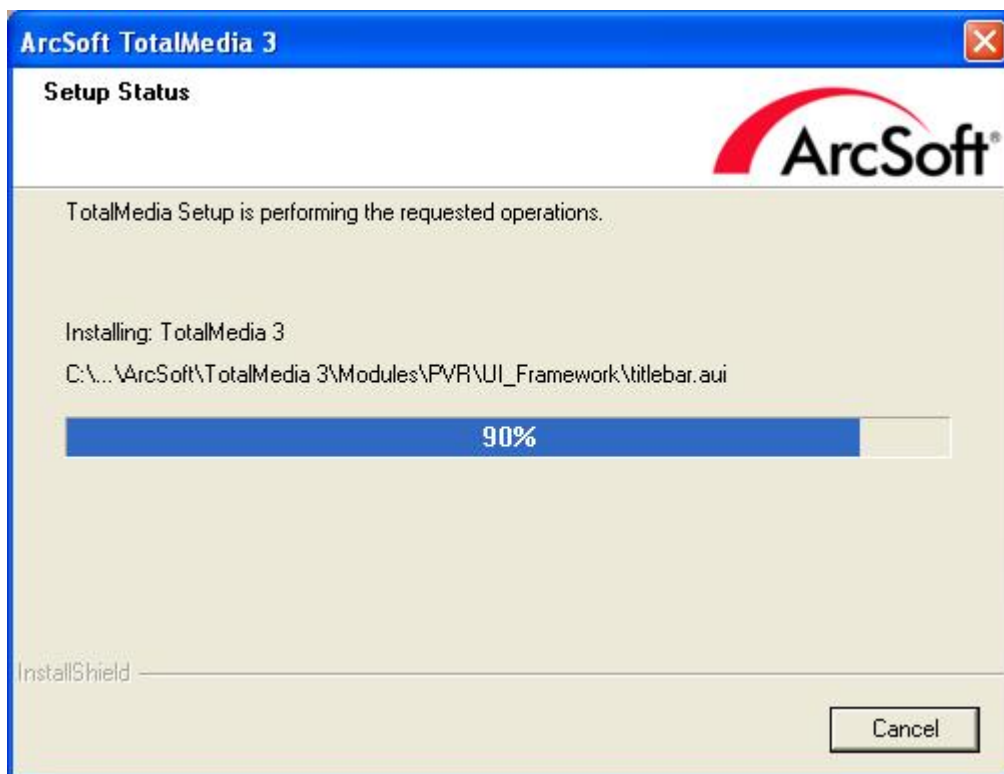 ArcSoft TotalMedia 3
Setup Status
ArcSoft®
TotalMedia Setup is performing the requested operations.
Installing: TotalMedia 3
C:\...\ArcSoft\TotalMedia 3\Modules\PVR\UI_Framework\titlebar.aui
90%
InstallShield
Cancel